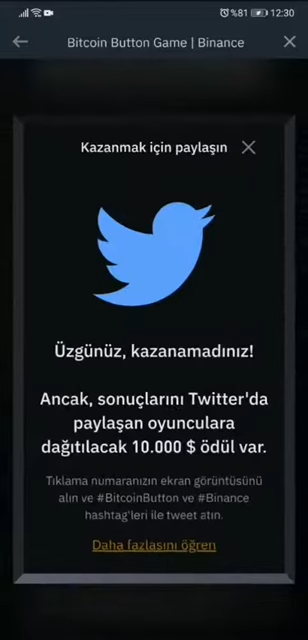 %81 12:30
Bitcoin Button Game | Binance
Kazanmak için paylaşın
Üzgünüz, kazanamadınız!
Ancak, sonuçlarını Twitter'da
paylaşan oyunculara
dağıtılacak 10.000 $ ödül var.
Tıklama numaranızın ekran görüntüsünü
alın ve #BitcoinButton ve #Binance
hashtag'leri ile tweet atın.
Daha fazlasını öğren